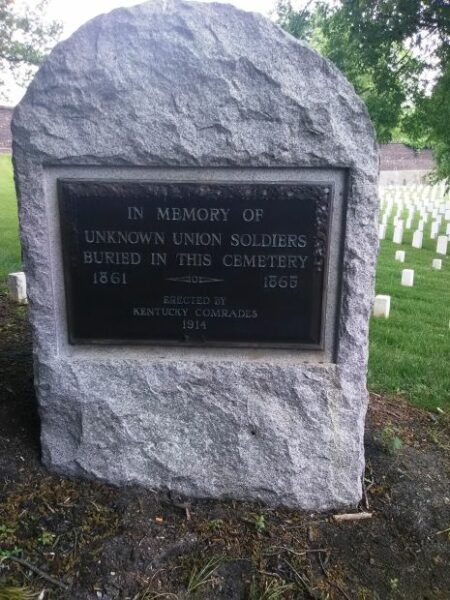 IN MEMORY OF
UNKNOWN UNION SOLDIERS
BURIED IN THIS CEMETERY
1861 1865
ERECTED BY
KENTUCKY COMRADES
1914